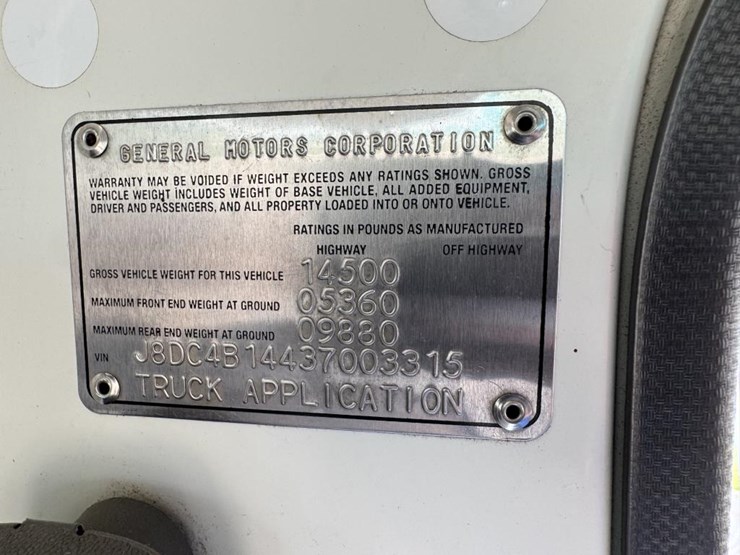 GENERAL MOTORS CORPORATION
WARRANTY MAY BE VOIDED IF WEIGHT EXCEEDS ANY RATINGS SHOWN. GROSS
VEHICLE WEIGHT INCLUDES WEIGHT OF BASE VEHICLE, ALL ADDED EQUIPMENT,
DRIVER AND PASSENGERS, AND ALL PROPERTY LOADED INTO OR ONTO VEHICLE.
RATINGS IN POUNDS AS MANUFACTURED
HIGHWAY OFF HIGHWAY
GROSS VEHICLE WEIGHT FOR THIS VEHICLE 14500
MAXIMUM FRONT END WEIGHT AT GROUND 05360
MAXIMUM REAR END WEIGHT AT GROUND 09880
VIN J8DC4B14437003315
TRUCK APPLICATION